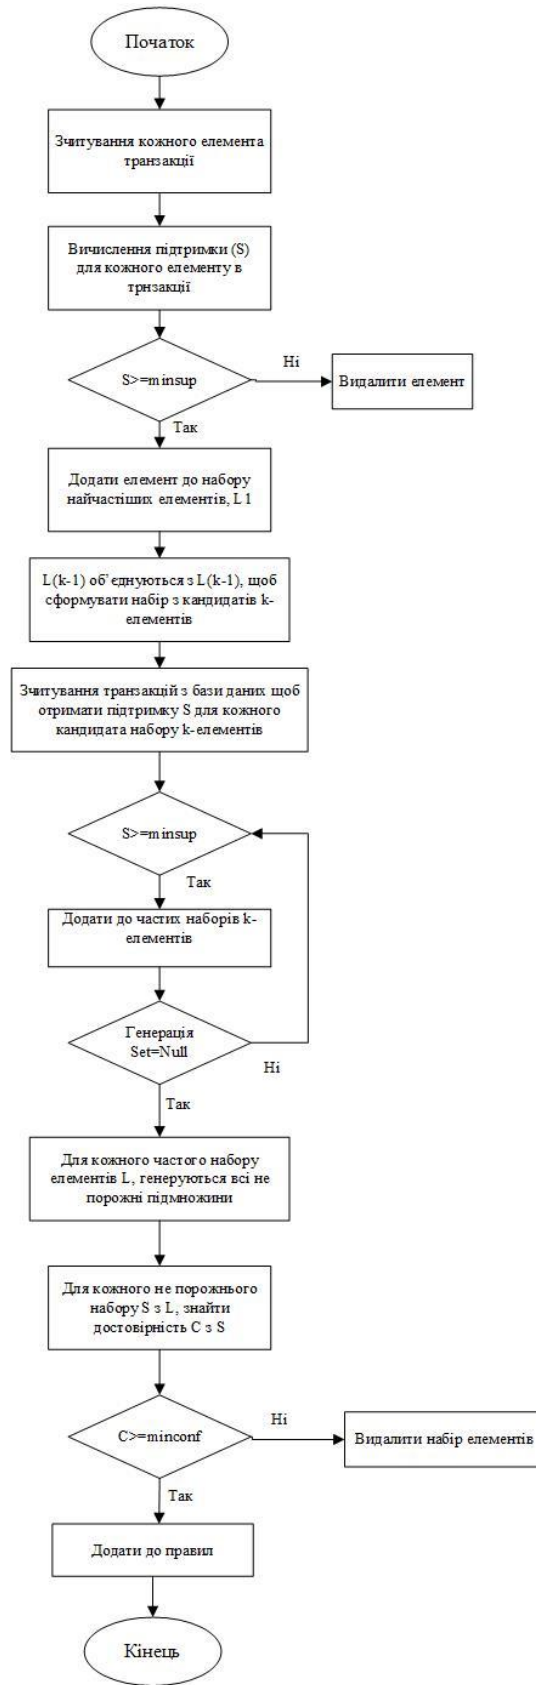 Початок
Зчитування кожного елемента
транзакції
Вичислення підтримки (S)
для кожного елементу в
трнзакції
S>=minsup
Ні
Видалити елемент
Так
Додати елемент до набору
найчастіших елементів, L 1
L(k-1) об’єднуються з L(k-1), щоб
сформувати набір з кандидатів k-
елементів
Зчитування транзакцій з бази даних щоб
отримати підтримку S для кожного
кандидата набору k-елементів
S>=minsup
Так
Додати до частих наборів k-
елементів
Генерація
Set=Null
Ні
Так
Для кожного частого набору
елементів L, генеруються всі не
порожні підмножини
Для кожного не порожнього
набору S з L, знайти
достовірність C з S
C>=minconf
Ні
Видалити набір елементів
Так
Додати до правил
Кінець